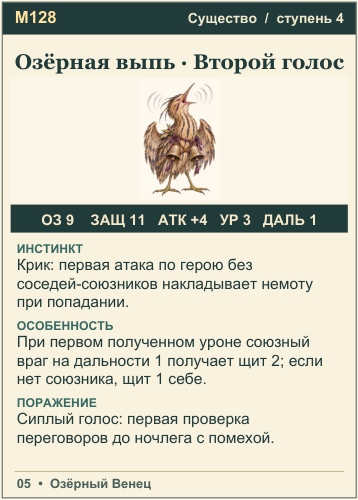 M128
Существо / ступень 4
Озёрная выпь · Второй голос
ОЗ 9 ЗАЩ 11 АТК +4 УР 3 ДАЛЬ 1
ИНСТИНКТ
Крик: первая атака по герою без
соседей-союзников накладывает немоту
при попадании.
ОСОБЕННОСТЬ
При первом полученном уроне союзный
враг на дальности 1 получает щит 2; если
нет союзника, щит 1 себе.
ПОРАЖЕНИЕ
Сиплый голос: первая проверка
переговоров до ночлега с помехой.
05 • Озёрный Венец